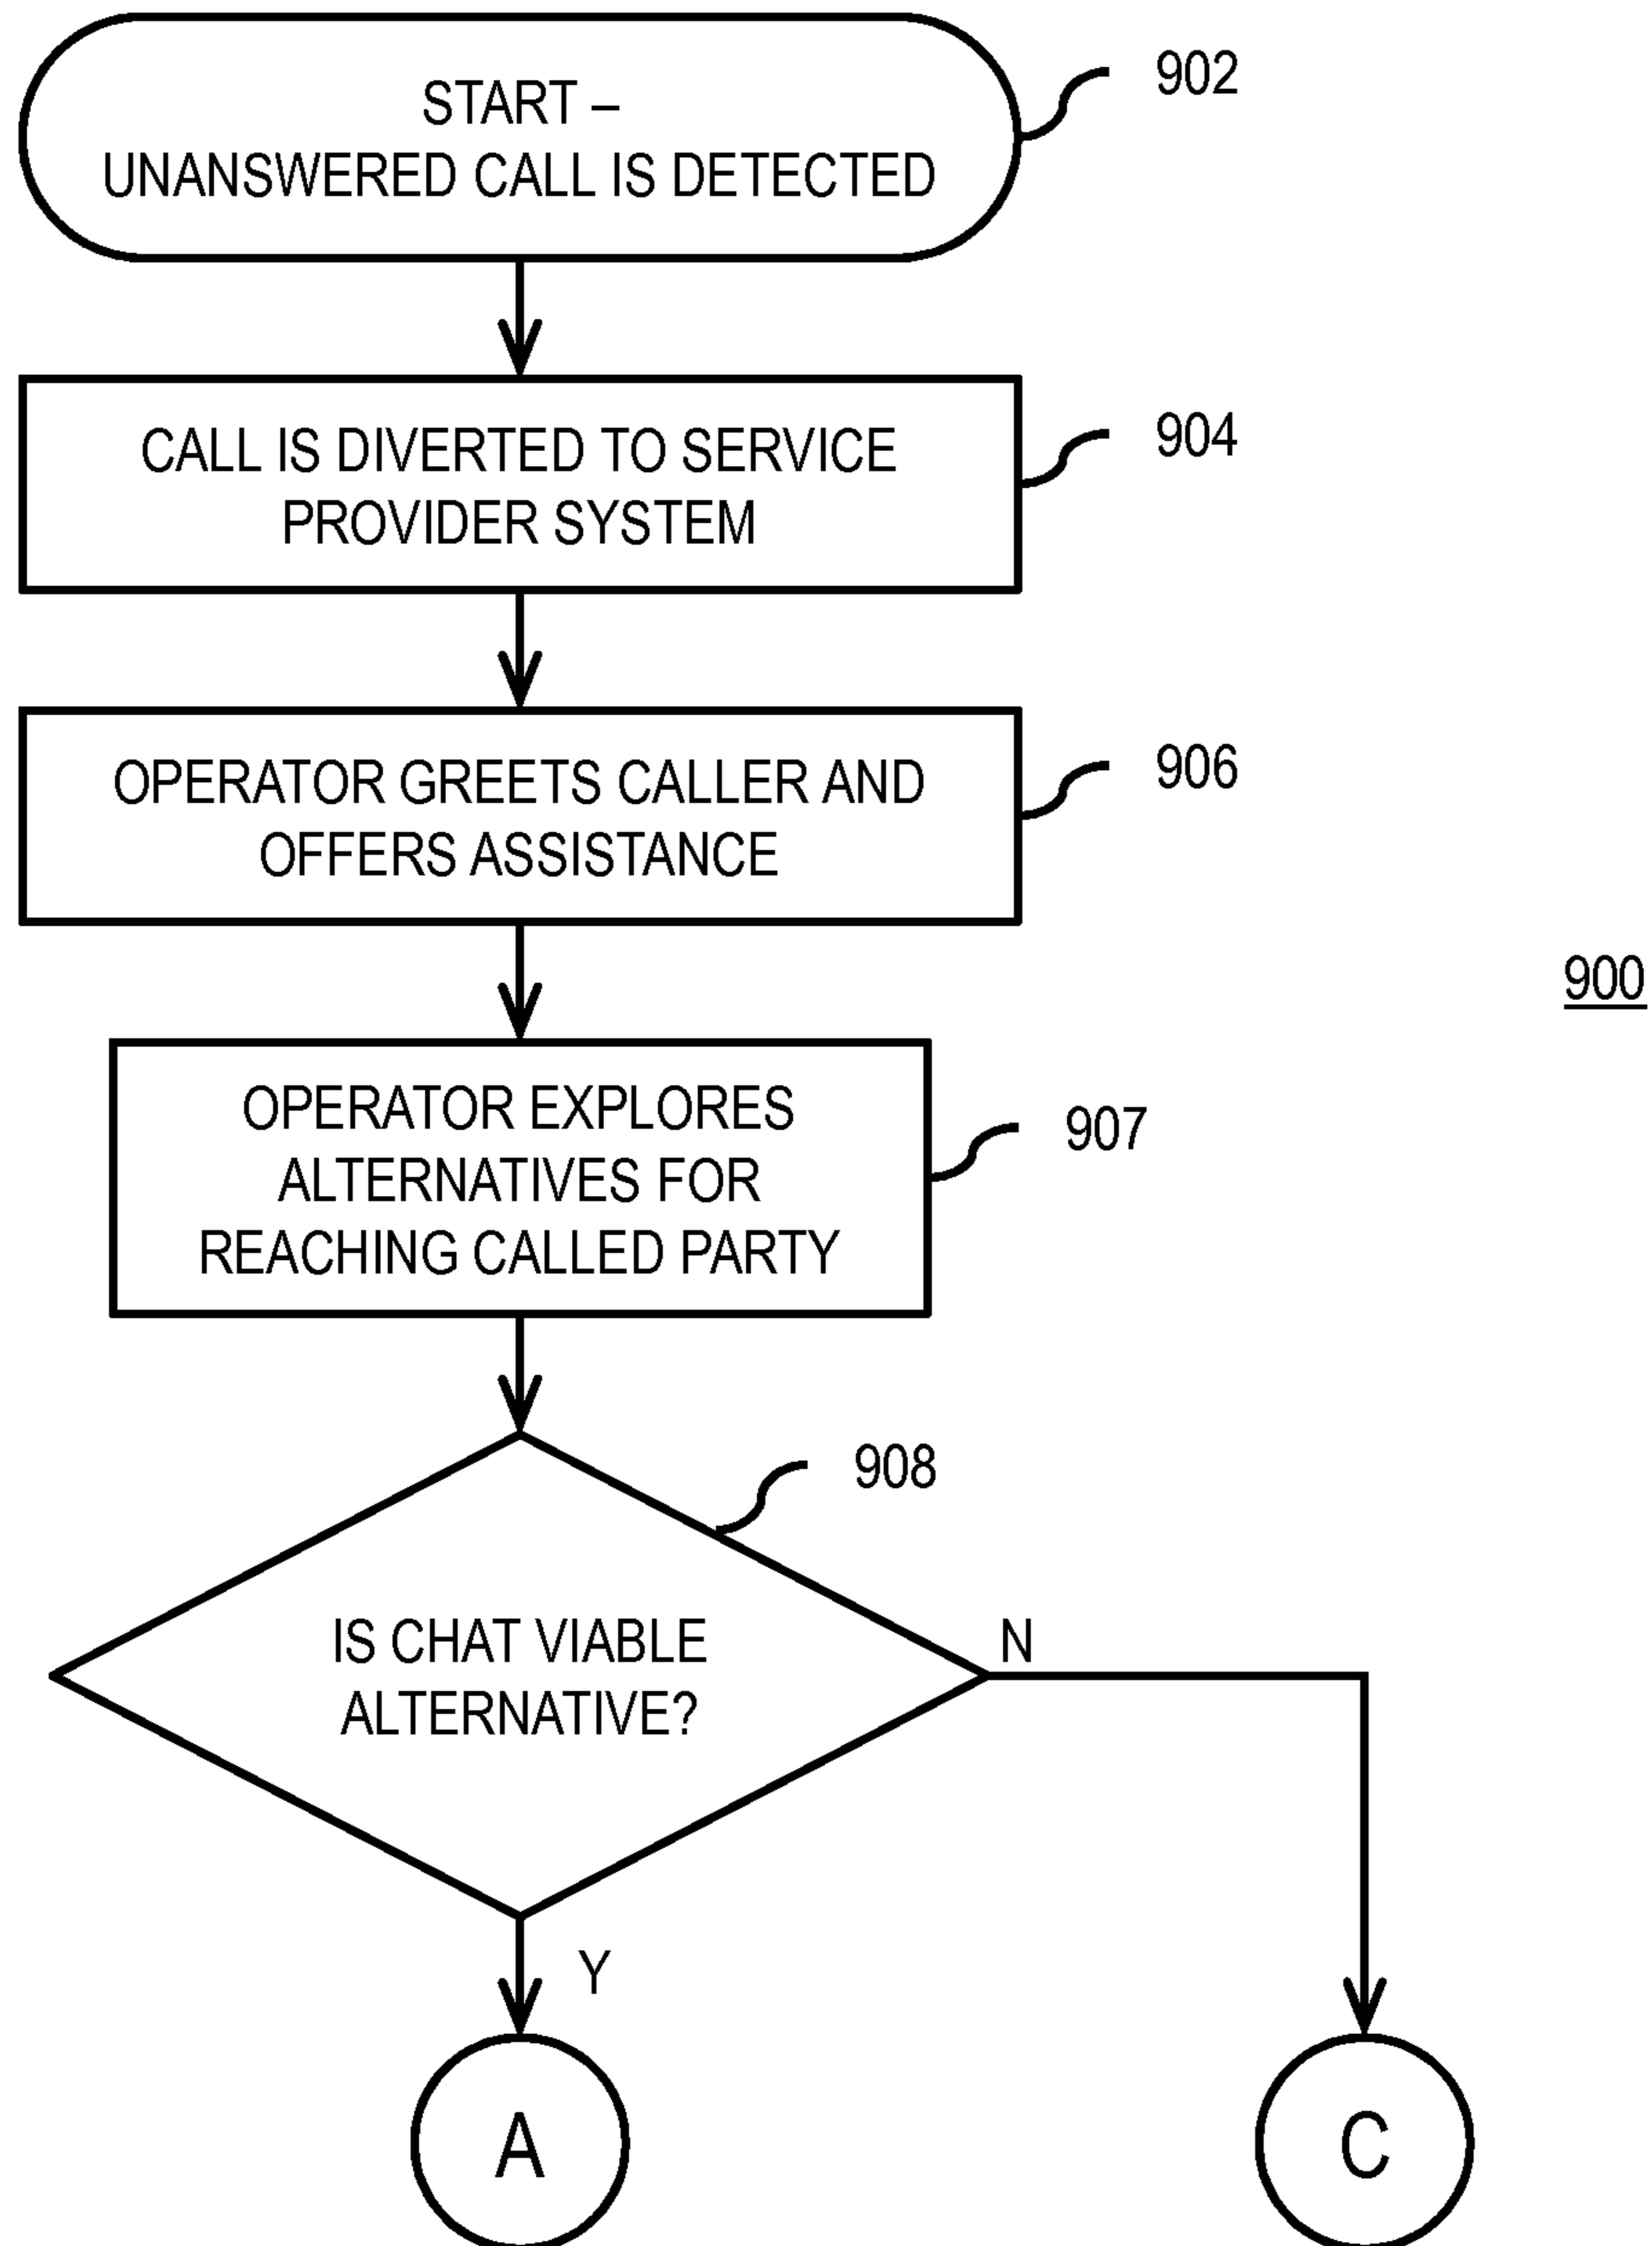 START –
UNANSWERED CALL IS DETECTED
902
CALL IS DIVERTED TO SERVICE
PROVIDER SYSTEM
904
OPERATOR GREETS CALLER AND
OFFERS ASSISTANCE
906
900
OPERATOR EXPLORES
ALTERNATIVES FOR
REACHING CALLED PARTY
907
908
IS CHAT VIABLE
ALTERNATIVE?
N
Y
A
C